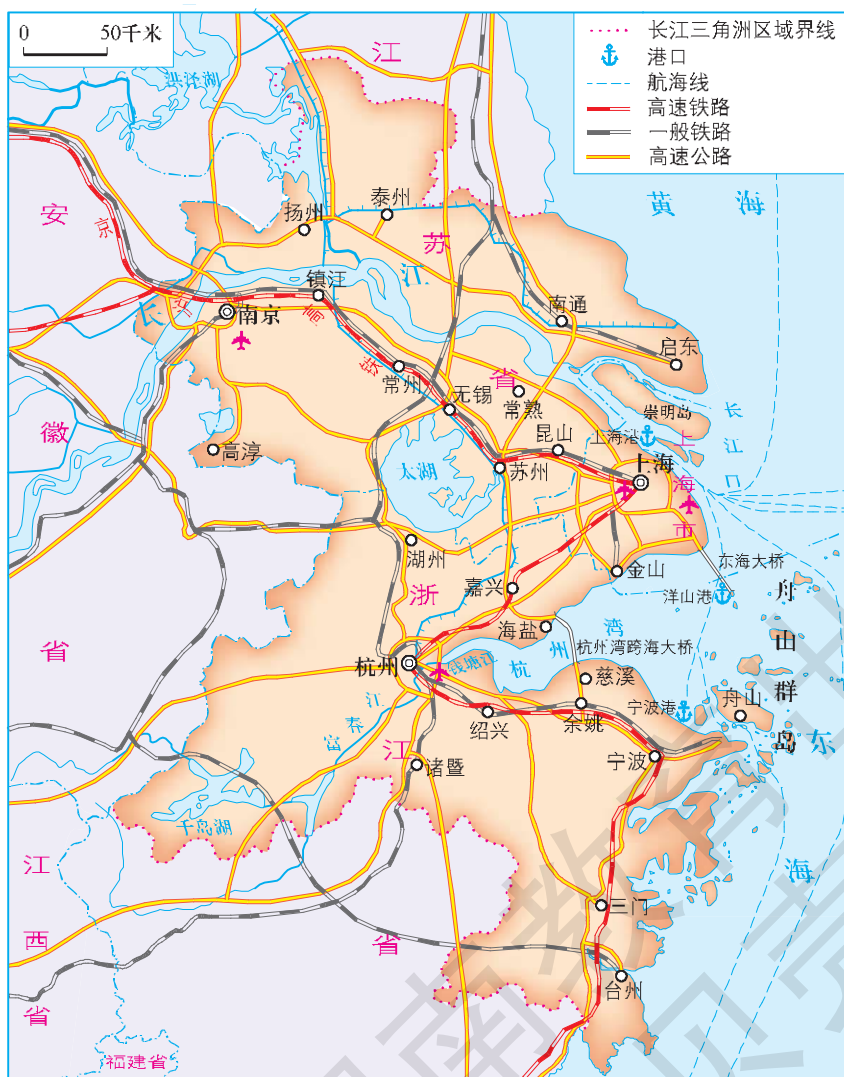 0 50千米
长江三角洲区域界线
港口
航海线
高速铁路
一般铁路
高速公路
洪泽湖
江
苏
省
安
徽
省
黄海
泰州
扬州
京
沪
高
铁
长
江
镇江
南京
南通
启东
常州
无锡
常熟
崇明岛
长江口
上海港
上海市
昆山
上海
高淳
太湖
苏州
湖州
金山
东海大桥
洋山港
嘉兴
浙
江
省
海盐
杭州湾
杭州湾跨海大桥
舟山群岛
杭州
钱塘江
慈溪
宁波港
舟山
富春江
绍兴
余姚
宁波
东
海
诸暨
千岛湖
江
西
省
三门
台州
福建省